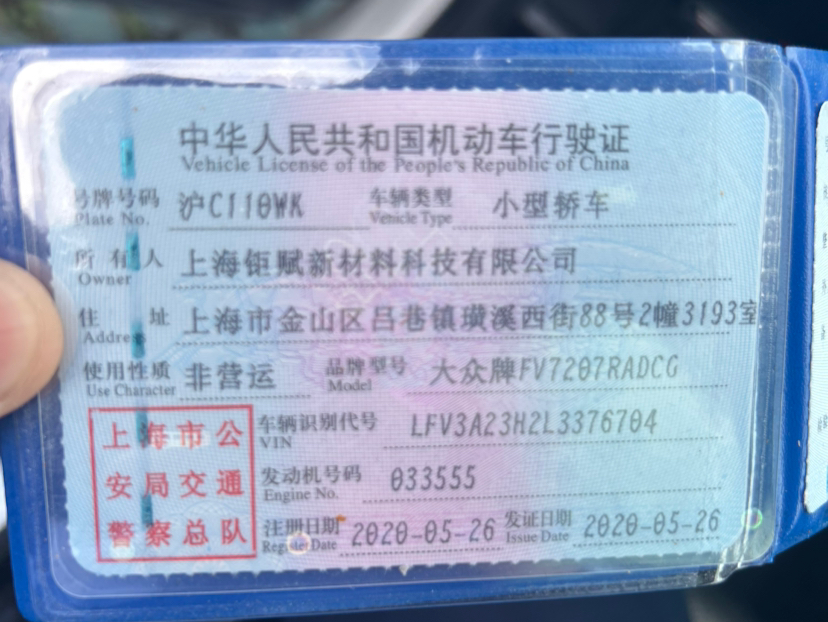 中华人民共和国机动车行驶证
Vehicle License of the People's Republic of China
号牌号码 沪C110WK 车辆类型 小型轿车
Plate No. Vehicle Type
所有人 上海钜赋新材料科技有限公司
Owner
住址 上海市金山区吕巷镇璜溪西街88号2幢3193室
Address
使用性质 非营运 品牌型号 大众牌FV7207RADCG
Use Character Model
上海市公 车辆识别代号 LFV3A23H2L3376704
VIN
安局交通 发动机号码 033555
Engine No.
警察总队 注册日期 2020-05-26 发证日期 2020-05-26
Register Date Issue Date